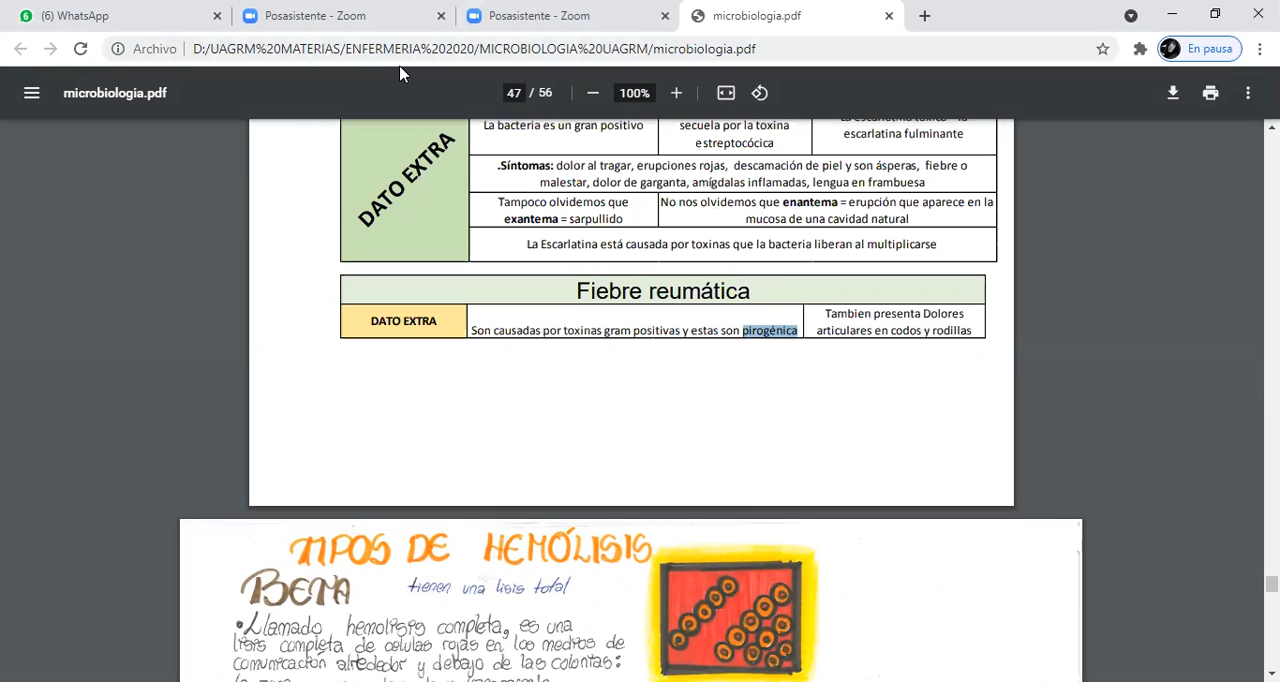 (6) WhatsApp
Posasistente - Zoom
Posasistente - Zoom
microbiologia.pdf
Archivo
D:/UAGRM%20MATERIAS/ENFERMERIA%202020/MICROBIOLOGIA%20UAGRM/microbiologia.pdf
En pausa
microbiologia.pdf
47 / 56
100%
DATO EXTRA
La bacteria es un gran positivo
secuela por la toxina
estreptocócica
escarlatina fulminante
.Síntomas: dolor al tragar, erupciones rojas, descamación de piel y son ásperas, fiebre o
malestar, dolor de garganta, amígdalas inflamadas, lengua en frambuesa
Tampoco olvidemos que
exantema = sarpullido
No nos olvidemos que enantema = erupción que aparece en la
mucosa de una cavidad natural
La Escarlatina está causada por toxinas que la bacteria liberan al multiplicarse
Fiebre reumática
DATO EXTRA
Son causadas por toxinas gram positivas y estas son pirogénica
Tambien presenta Dolores
articulares en codos y rodillas
TIPOS DE HEMÓLISIS
BETA
tienen una lisis total
•Llamado hemolisis completa, es una
lisis completa de celulas rojas en los medios de
comunicación alrededor y debajo de las colonias: